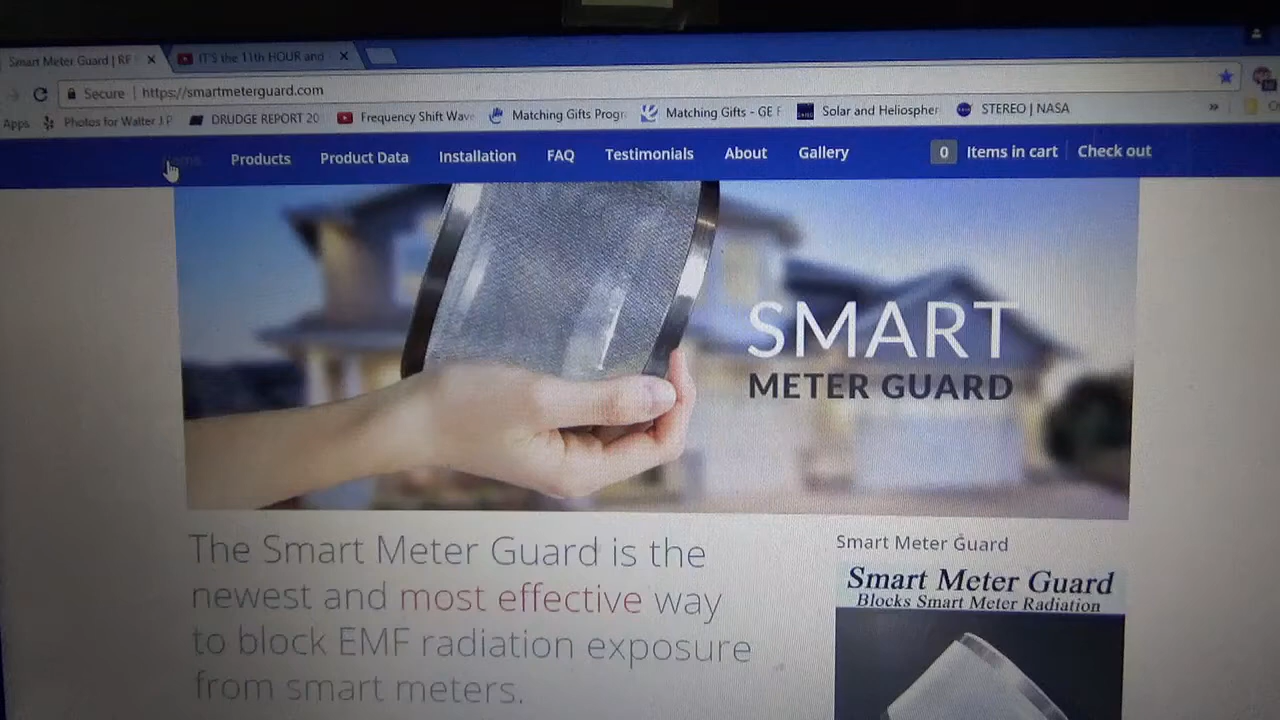 Smart Meter Guard | RF
IT'S the 11th HOUR and
Secure | https://smartmeterguard.com
Apps Photos for Walter J P DRUDGE REPORT 20 Frequency Shift Wave Matching Gifts Progr Matching Gifts - GE F Solar and Heliospher STEREO | NASA »
Home Products Product Data Installation FAQ Testimonials About Gallery 0 Items in cart Check out
SMART
METER GUARD
The Smart Meter Guard is the
newest and most effective way
to block EMF radiation exposure
from smart meters.
Smart Meter Guard
Smart Meter Guard
Blocks Smart Meter Radiation